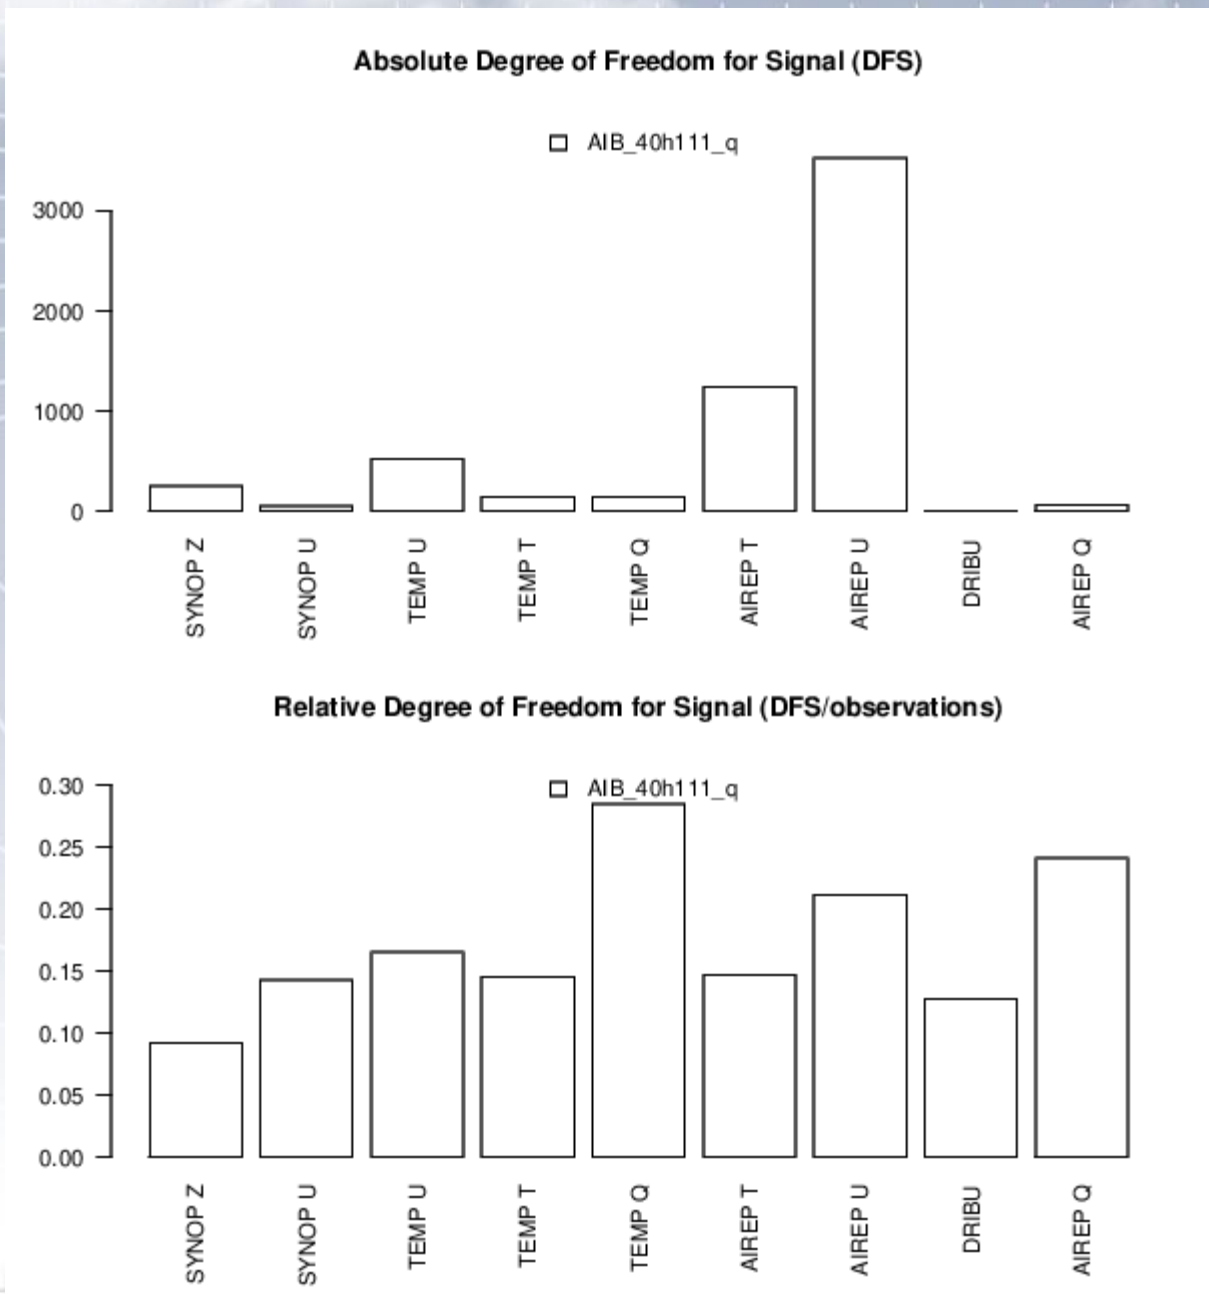 Absolute Degree of Freedom for Signal (DFS)
AIB_40h111_q
3000
2000
1000
0
SYNOP Z
SYNOP U
TEMP U
TEMP T
TEMP Q
AIREP T
AIREP U
DRIBU
AIREP Q
Relative Degree of Freedom for Signal (DFS/observations)
AIB_40h111_q
0.30
0.25
0.20
0.15
0.10
0.05
0.00
SYNOP Z
SYNOP U
TEMP U
TEMP T
TEMP Q
AIREP T
AIREP U
DRIBU
AIREP Q